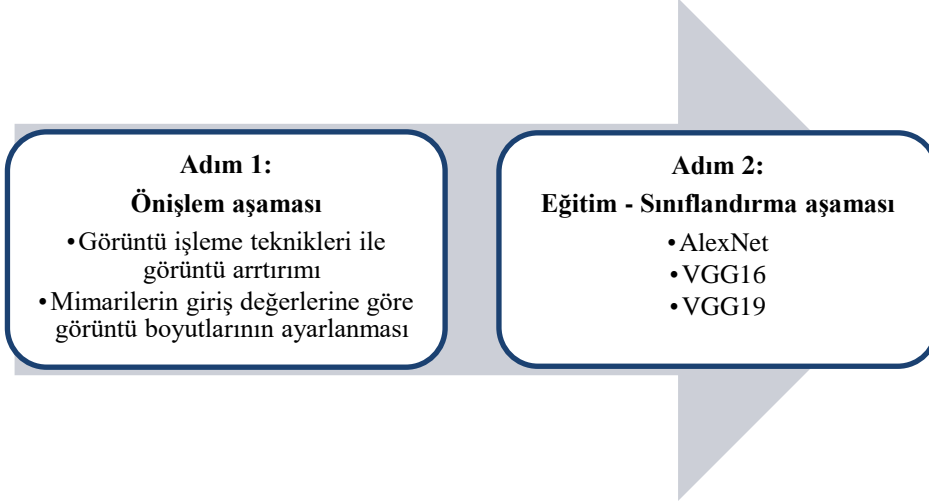 Adım 1:
Önişlem aşaması
•Görüntü işleme teknikleri ile
görüntü arrtırımı
•Mimarilerin giriş değerlerine göre
görüntü boyutlarının ayarlanması
Adım 2:
Eğitim - Sınıflandırma aşaması
•AlexNet
•VGG16
•VGG19